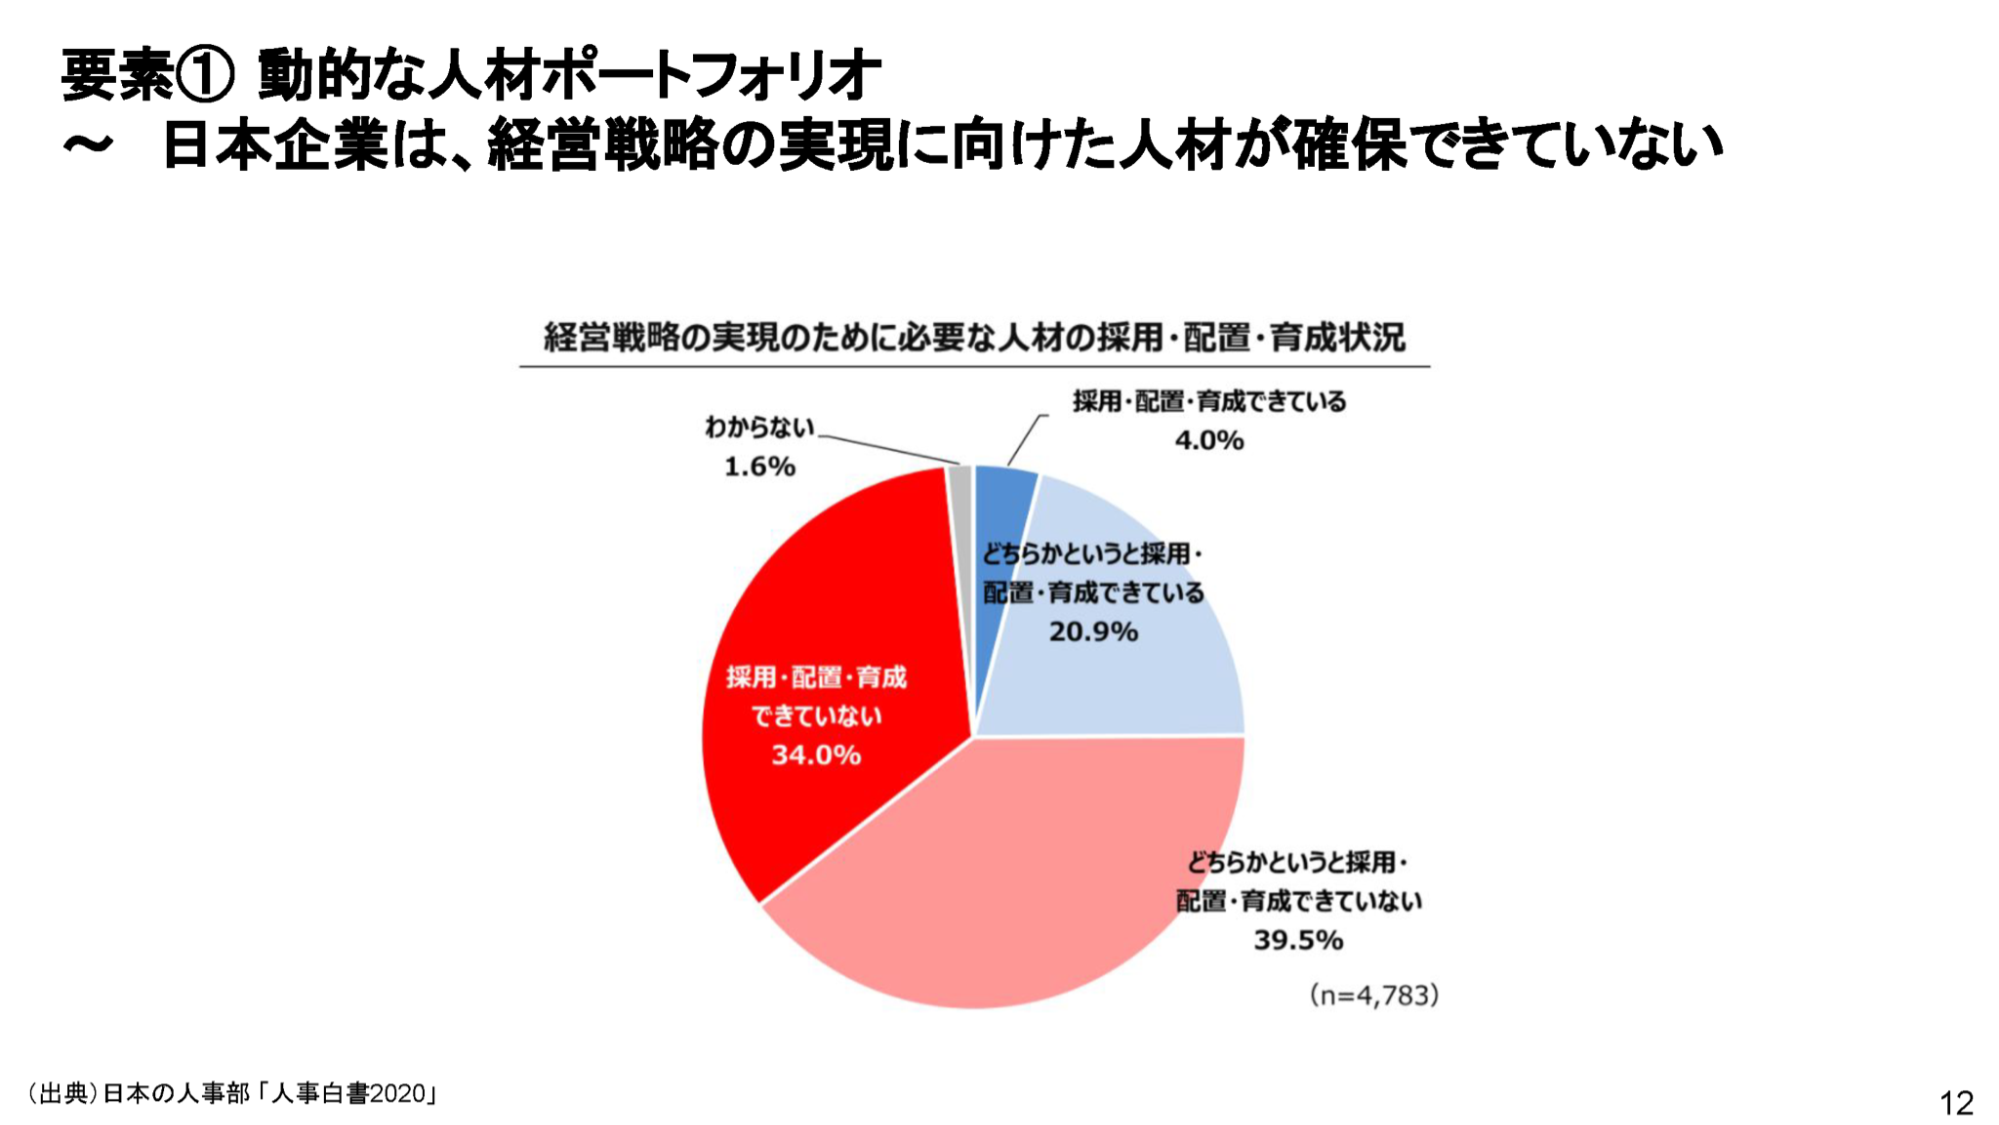 要素① 動的な人材ポートフォリオ
～ 日本企業は、経営戦略の実現に向けた人材が確保できていない
経営戦略の実現のために必要な人材の採用・配置・育成状況
わからない
1.6%
採用・配置・育成できている
4.0%
どちらかというと採用・
配置・育成できている
20.9%
採用・配置・育成
できていない
34.0%
どちらかというと採用・
配置・育成できていない
39.5%
（n=4,783）
（出典）日本の人事部「人事白書2020」
12